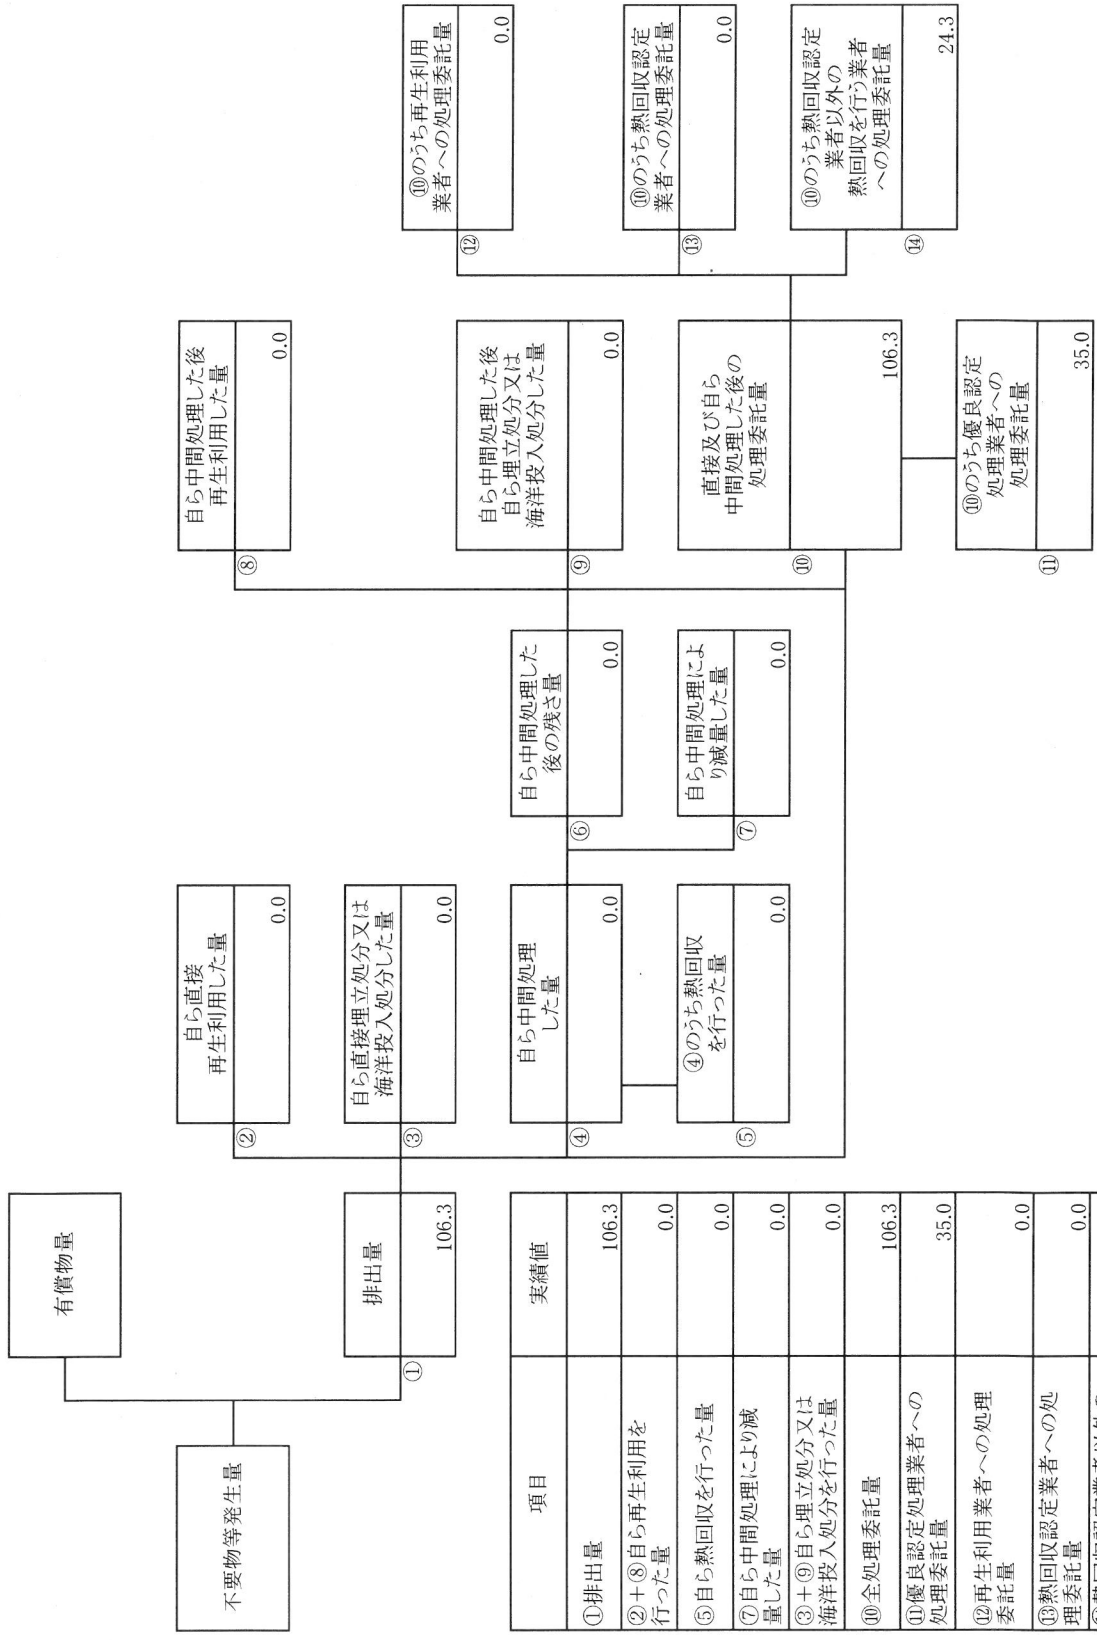 不要物等発生量
有償物量
排出量
①
106.3
自ら直接
再生利用した量
②
0.0
自ら直接埋立処分又は
海洋投入処分した量
③
0.0
自ら中間処理
した量
④
0.0
④のうち熱回収
を行った量
⑤
0.0
自ら中間処理した
後の残さ量
⑥
0.0
自ら中間処理によ
り減量した量
⑦
0.0
自ら中間処理した後
再生利用した量
⑧
0.0
自ら中間処理した後
自ら埋立処分又は
海洋投入処分した量
⑨
0.0
直接及び自ら
中間処理した後の
処理委託量
⑩
106.3
⑩のうち優良認定
処理業者への
処理委託量
⑪
35.0
⑩のうち再生利用
業者への処理委託量
⑫
0.0
⑩のうち熱回収認定
業者への処理委託量
⑬
0.0
⑩のうち熱回収認定
業者以外の
熱回収を行う業者
への処理委託量
⑭
24.3
項目 実績値
①排出量 106.3
②+⑧自ら再生利用を
行った量 0.0
⑤自ら熱回収を行った量 0.0
⑦自ら中間処理により減
量した量 0.0
③+⑨自ら埋立処分又は
海洋投入処分を行った量 0.0
⑩全処理委託量 106.3
⑪優良認定処理業者への
処理委託量 35.0
⑫再生利用業者への処理
委託量 0.0
⑬熱回収認定業者への処
理委託量 0.0